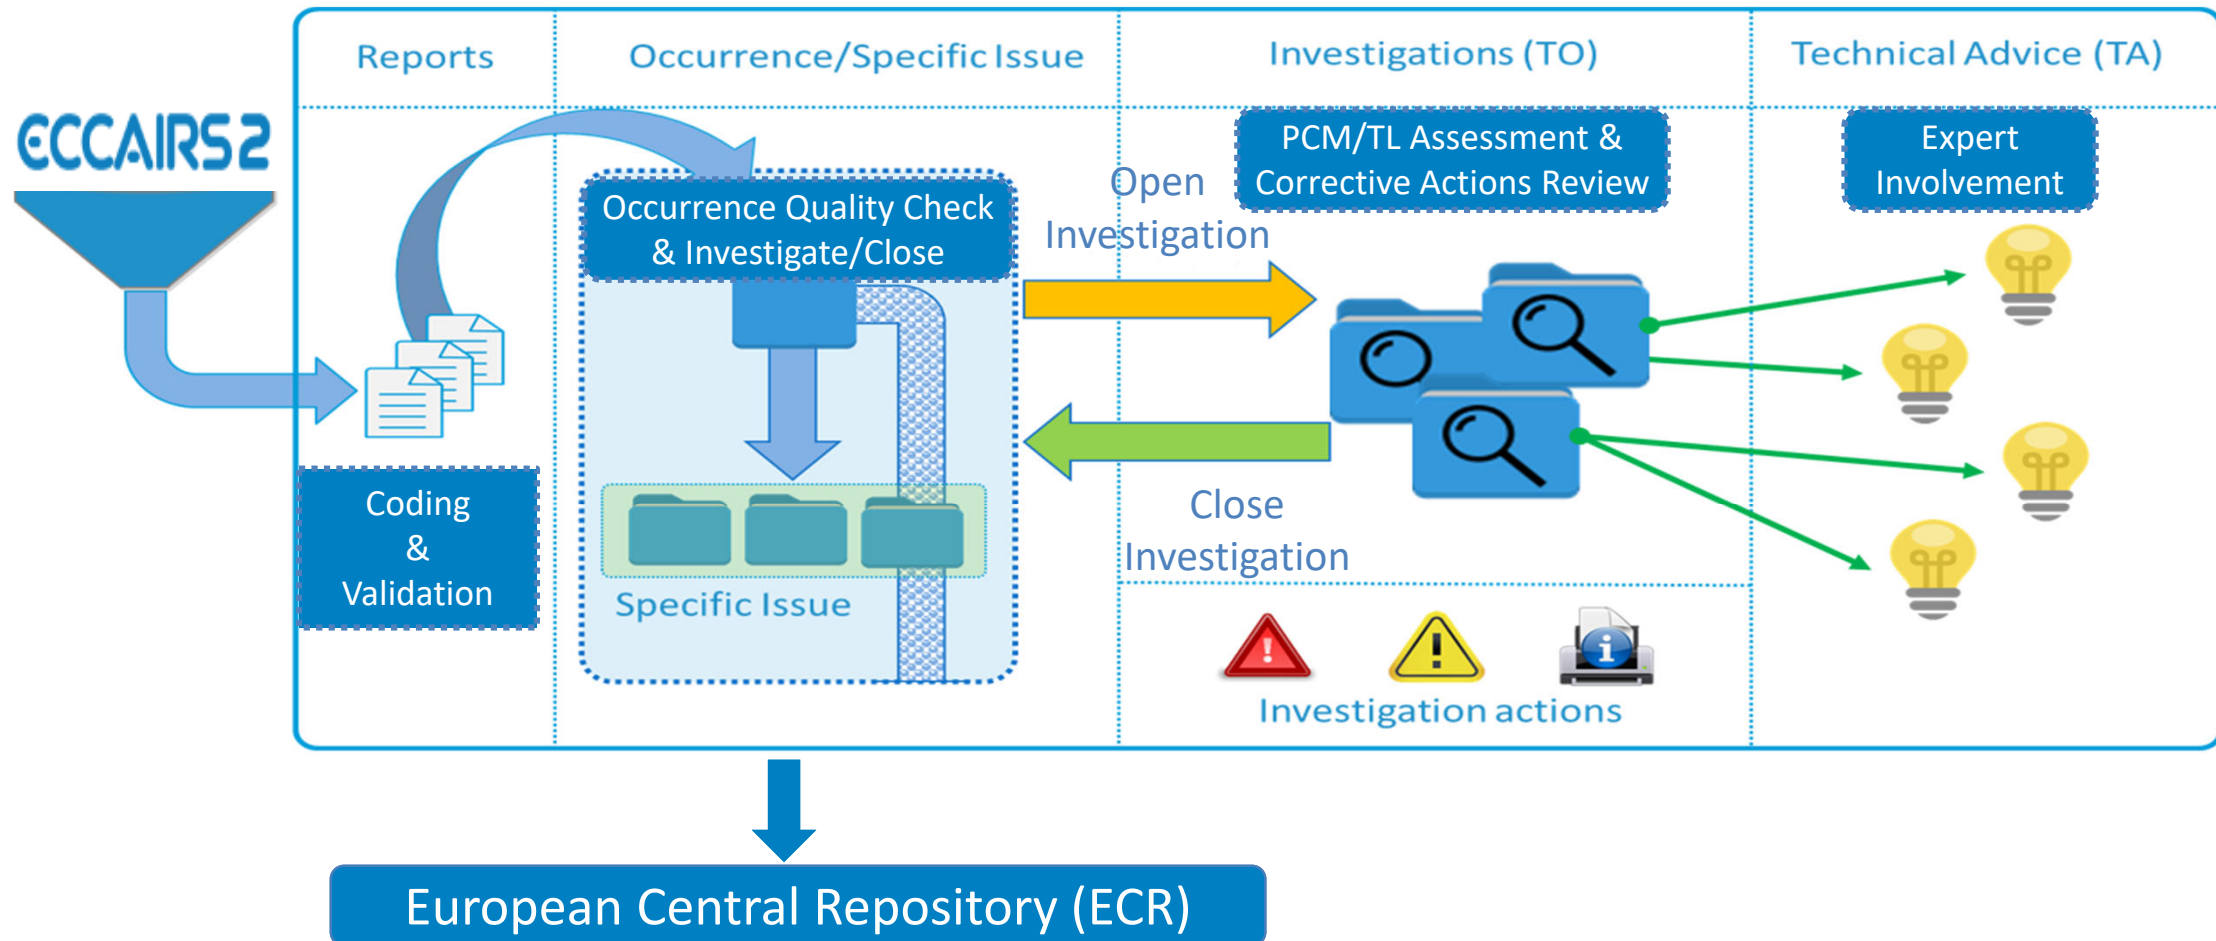 Reports
Occurrence/Specific Issue
Investigations (TO)
Technical Advice (TA)
ECCAIRS2
Coding
&
Validation
Occurrence Quality Check
& Investigate/Close
Specific Issue
Open
Investigation
Close
Investigation
PCM/TL Assessment &
Corrective Actions Review
Investigation actions
Expert
Involvement
European Central Repository (ECR)